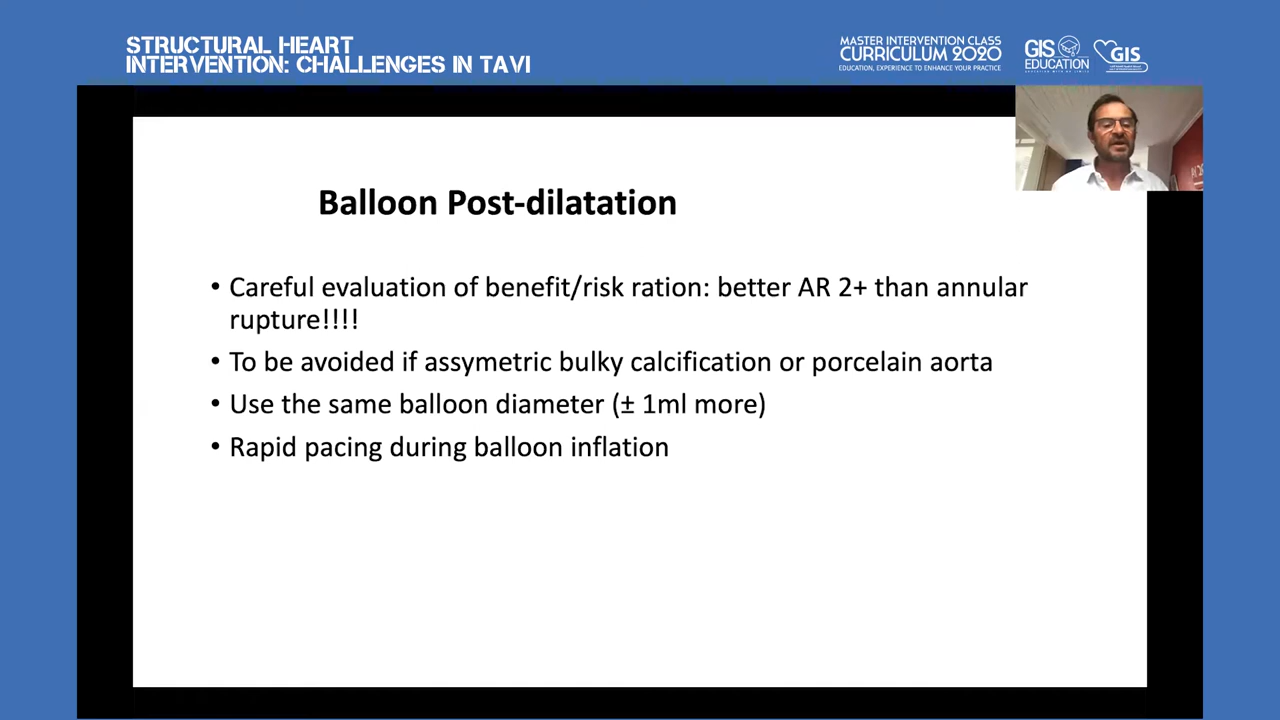 STRUCTURAL HEART
INTERVENTION: CHALLENGES IN TAVI
MASTER INTERVENTION CLASS
CURRICULUM 2020
EDUCATION, EXPERIENCE TO ENHANCE YOUR PRACTICE
GIS
EDUCATION
GIS
Balloon Post-dilatation
• Careful evaluation of benefit/risk ration: better AR 2+ than annular
rupture!!!!
• To be avoided if assymetric bulky calcification or porcelain aorta
• Use the same balloon diameter (± 1ml more)
• Rapid pacing during balloon inflation